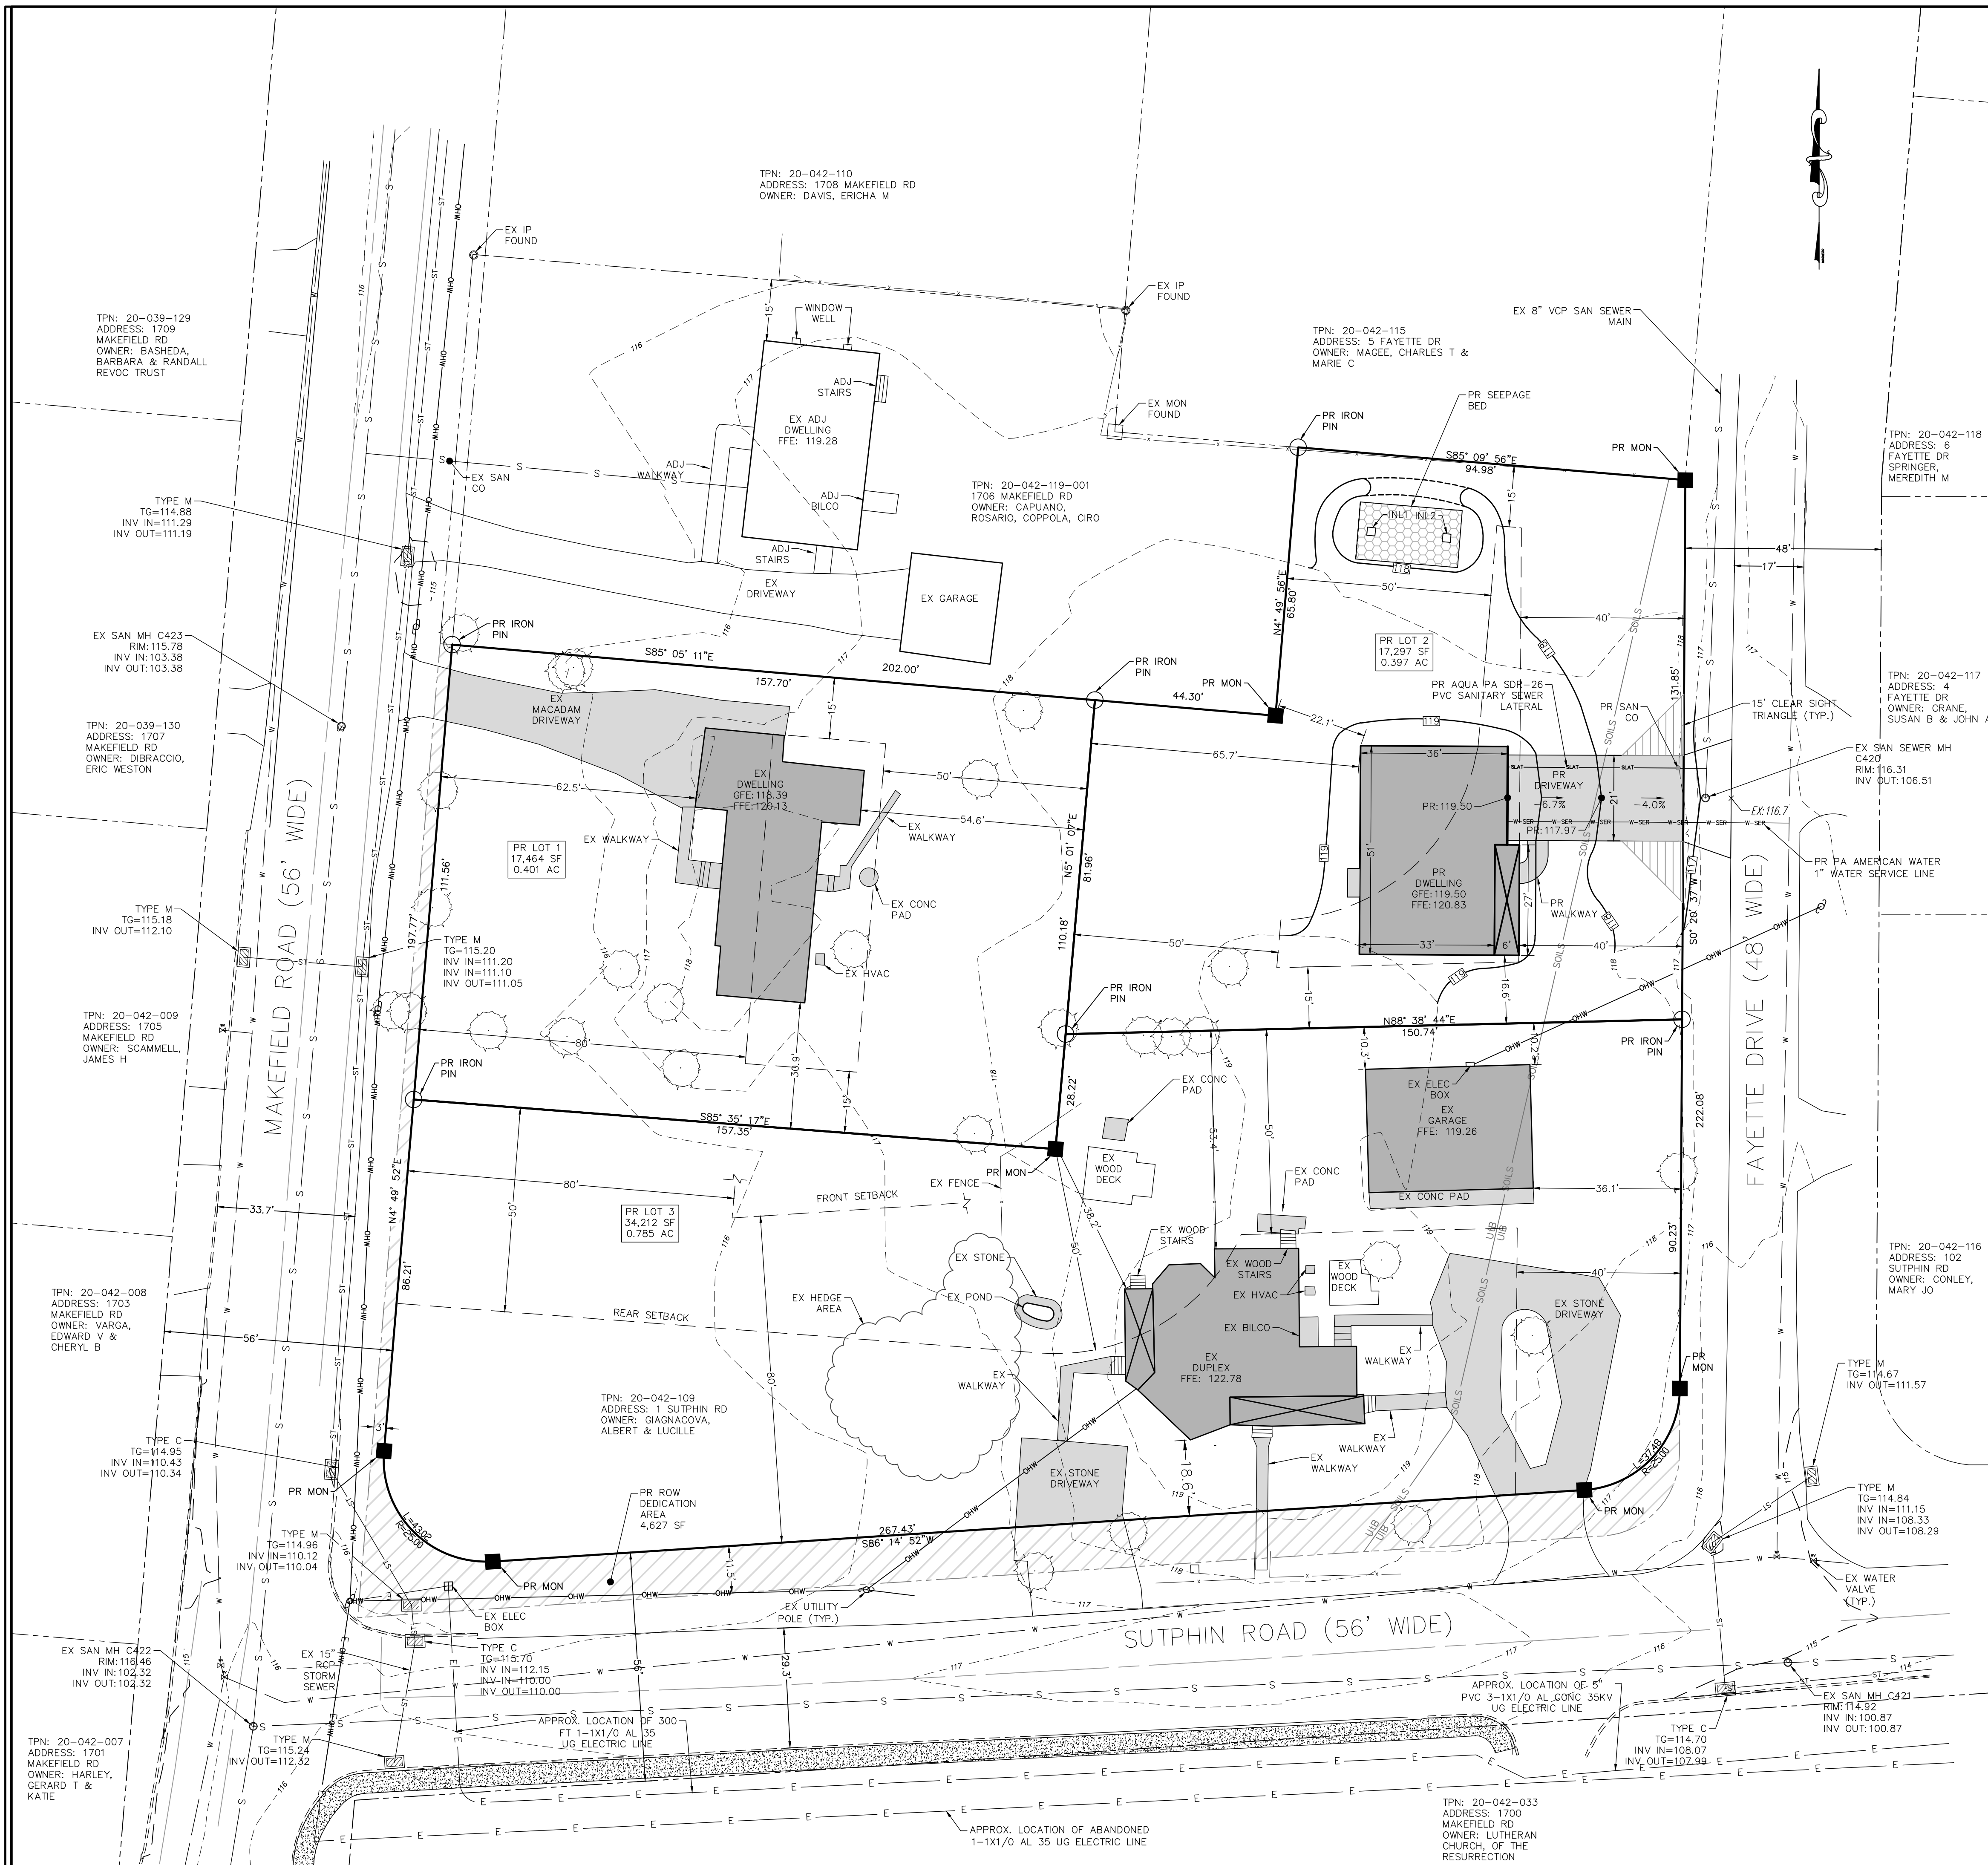 TPN: 20-042-110
ADDRESS: 1708 MAKEFIELD RD
OWNER: DAVIS, ERICHA M
EX IP
FOUND
EX IP
FOUND
TPN: 20-039-129
ADDRESS: 1709
MAKEFIELD RD
OWNER: BASHEDA,
BARBARA & RANDALL
REVOC TRUST
15'
WINDOW
WELL
ADJ
STAIRS
EX ADJ
DWELLING
FFE: 119.28
ADJ
WALKWAY
ADJ
BILCO
ADJ
STAIRS
EX
DRIVEWAY
EX GARAGE
EX SAN
CO
EX MON
FOUND
TPN: 20-042-115
ADDRESS: 5 FAYETTE DR
OWNER: MAGEE, CHARLES T &
MARIE C
EX 8" VCP SAN SEWER
MAIN
PR SEEPAGE
BED
PR IRON
PIN
PR MON
S85° 09' 56"E
94.98'
15'
INL1 INL2
118
50'
N4° 49' 56"E
65.80'
TPN: 20-042-118
ADDRESS: 6
FAYETTE DR
SPRINGER,
MEREDITH M
48'
17'
TPN: 20-042-119-001
1706 MAKEFIELD RD
OWNER: CAPUANO,
ROSARIO, COPPOLA, CIRO
TYPE M
TG=114.88
INV IN=111.29
INV OUT=111.19
EX SAN MH C423
RIM:115.78
INV IN:103.38
INV OUT:103.38
TPN: 20-039-130
ADDRESS: 1707
MAKEFIELD RD
OWNER: DIBRACCIO,
ERIC WESTON
PR IRON
PIN
S85° 05' 11"E
202.00'
157.70'
PR IRON
PIN
44.30'
PR MON
PR LOT 2
17,297 SF
0.397 AC
40'
131.85'
PR AQUA PA SDR-26
PVC SANITARY SEWER
LATERAL
PR SAN
CO
15' CLEAR SIGHT
TRIANGLE (TYP.)
TPN: 20-042-117
ADDRESS: 4
FAYETTE DR
OWNER: CRANE,
SUSAN B & JOHN A
EX SAN SEWER MH
C420
RIM:116.31
INV OUT:106.51
EX:116.7
PR PA AMERICAN WATER
1" WATER SERVICE LINE
EX
MACADAM
DRIVEWAY
15'
EX
DWELLING
GFE:118.39
FFE:120.13
62.5'
50'
54.6'
EX WALKWAY
EX
WALKWAY
EX CONC
PAD
EX HVAC
PR LOT 1
17,464 SF
0.401 AC
111.56'
197.77'
N5° 01' 07"E
81.96'
110.18'
65.7'
22.1'
119
36'
51'
PR
DRIVEWAY
PR:119.50
-6.7%
-4.0%
21'
PR:117.97
PR
DWELLING
GFE:119.50
FFE:120.83
27'
PR
WALKWAY
33'
6'
40'
S0° 20' 37"W
50'
TYPE M
TG=115.18
INV OUT=112.10
TYPE M
TG=115.20
INV IN=111.20
INV IN=111.10
INV OUT=111.05
MAKEFIELD ROAD (56' WIDE)
FAYETTE DRIVE (48' WIDE)
TPN: 20-042-009
ADDRESS: 1705
MAKEFIELD RD
OWNER: SCAMMELL,
JAMES H
PR IRON
PIN
80'
30.9'
15'
PR IRON
PIN
N88° 38' 44"E
150.74'
15'
16.6'
PR IRON
PIN
10.3'
10.2'
28.22'
S85° 35' 17"E
157.35'
PR MON
EX CONC
PAD
EX
WOOD
DECK
53.4'
50'
EX ELEC
BOX
EX
GARAGE
FFE: 119.26
EX CONC PAD
36.1'
222.08'
33.7'
N4° 49' 52"E
80'
50'
PR LOT 3
34,212 SF
0.785 AC
FRONT SETBACK
EX FENCE
38.2'
50'
EX CONC
PAD
EX WOOD
STAIRS
EX WOOD
STAIRS
EX HVAC
EX
WOOD
DECK
UlB
UlB
90.23'
40'
EX STONE
DRIVEWAY
TPN: 20-042-116
ADDRESS: 102
SUTPHIN RD
OWNER: CONLEY,
MARY JO
TPN: 20-042-008
ADDRESS: 1703
MAKEFIELD RD
OWNER: VARGA,
EDWARD V &
CHERYL B
56'
86.21'
REAR SETBACK
EX STONE
EX POND
EX HEDGE
AREA
80'
EX BILCO
EX
DUPLEX
FFE: 122.78
EX
WALKWAY
EX
WALKWAY
EX
WALKWAY
EX
WALKWAY
18.6'
PR
MON
TYPE M
TG=114.67
INV OUT=111.57
TPN: 20-042-109
ADDRESS: 1 SUTPHIN RD
OWNER: GIAGNACOVA,
ALBERT & LUCILLE
3'
TYPE C
TG=114.95
INV IN=110.43
INV OUT=110.34
PR MON
L=43.02
R=25.00
PR ROW
DEDICATION
AREA
4,627 SF
EX STONE
DRIVEWAY
267.43'
S86° 14' 52"W
L=37.48
R=25.00
PR MON
TYPE M
TG=114.84
INV IN=111.15
INV IN=108.33
INV OUT=108.29
TYPE M
TG=114.96
INV IN=110.12
INV OUT=110.04
PR MON
11.5'
EX ELEC
BOX
EX UTILITY
POLE (TYP.)
EX WATER
VALVE
(TYP.)
SUTPHIN ROAD (56' WIDE)
EX SAN MH C422
RIM:116.46
INV IN:102.32
INV OUT:102.32
EX 15"
RCP
STORM
SEWER
TYPE C
TG=115.70
INV IN=112.15
INV IN=110.00
INV OUT=110.00
56'
29.3'
APPROX. LOCATION OF 300
FT 1-1X1/0 AL 35
UG ELECTRIC LINE
APPROX. LOCATION OF 5"
PVC 3-1X1/0 AL CONC 35KV
UG ELECTRIC LINE
EX SAN MH C421
RIM:114.92
INV IN:100.87
INV OUT:100.87
TYPE C
TG=114.70
INV IN=108.07
INV OUT=107.99
TYPE M
TG=115.24
INV OUT=112.32
TPN: 20-042-007
ADDRESS: 1701
MAKEFIELD RD
OWNER: HARLEY,
GERARD T &
KATIE
APPROX. LOCATION OF ABANDONED
1-1X1/0 AL 35 UG ELECTRIC LINE
TPN: 20-042-033
ADDRESS: 1700
MAKEFIELD RD
OWNER: LUTHERAN
CHURCH, OF THE
RESURRECTION